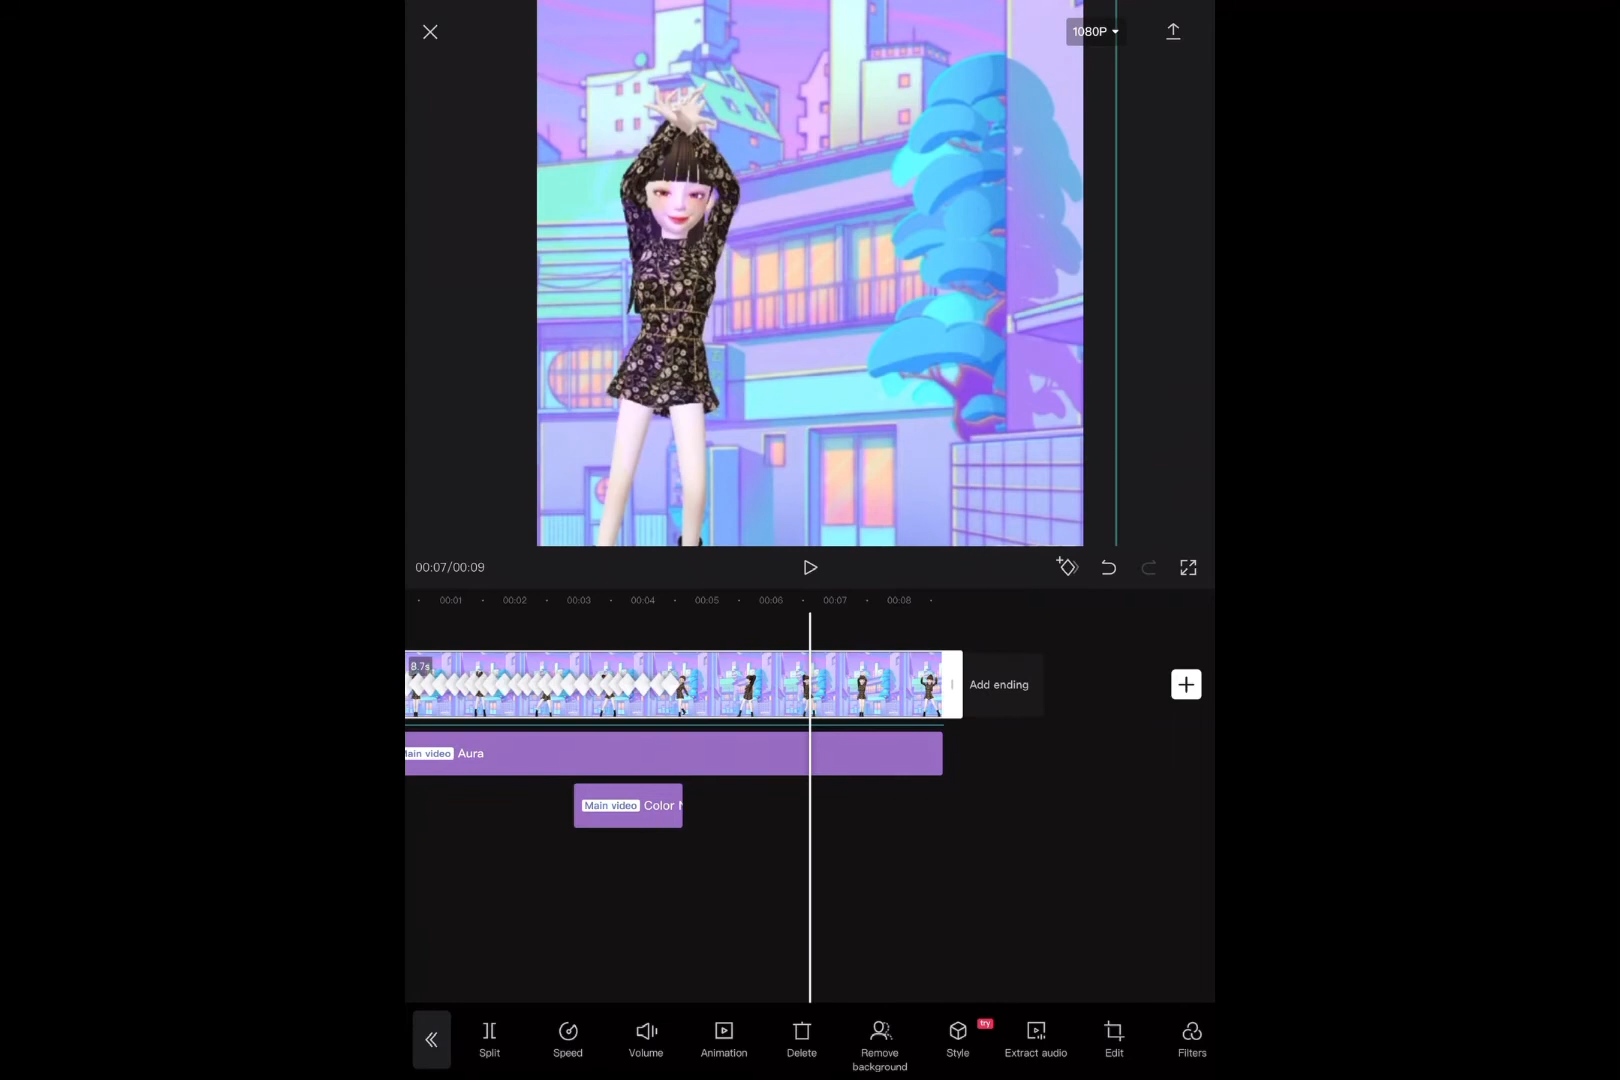 1080P
00:07/00:09
00:01 00:02 00:03 00:04 00:05 00:06 00:07 00:08
8.7s
Add ending
Main video Aura
Main video Color
Split
Speed
Volume
Animation
Delete
Remove
background
Style
try
Extract audio
Edit
Filters